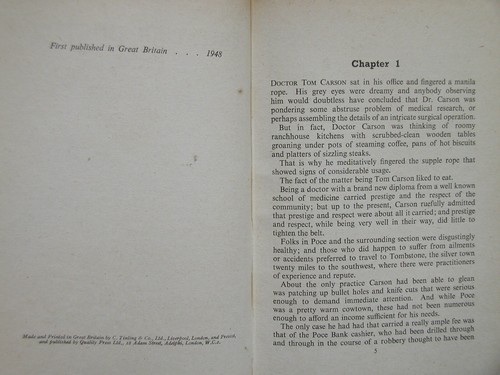 First published in Great Britain . . . 1948
Made and Printed in Great Britain by C. Tinling & Co., Ltd., Liverpool, London, and Prescot,
and published by Quality Press Ltd., 18 Adam Street, Adelphi, London, W.C.2.
Chapter 1
DOCTOR TOM CARSON sat in his office and fingered a manila
rope. His grey eyes were dreamy and anybody observing
him would doubtless have concluded that Dr. Carson was
pondering some abstruse problem of medical research, or
perhaps assembling the details of an intricate surgical operation.
But in fact, Doctor Carson was thinking of roomy
ranchhouse kitchens with scrubbed-clean wooden tables
groaning under pots of steaming coffee, pans of hot biscuits
and platters of sizzling steaks.
That is why he meditatively fingered the supple rope that
showed signs of considerable usage.
The fact of the matter being Tom Carson liked to eat.
Being a doctor with a brand new diploma from a well known
school of medicine carried prestige and the respect of the
community; but up to the present, Carson ruefully admitted
that prestige and respect were about all it carried; and prestige
and respect, while being very well in their way, did little to
tighten the belt.
Folks in Poce and the surrounding section were disgustingly
healthy; and those who did happen to suffer from ailments
or accidents preferred to travel to Tombstone, the silver town
twenty miles to the southwest, where there were practitioners
of experience and repute.
About the only practice Carson had been able to glean
was patching up bullet holes and knife cuts that were serious
enough to demand immediate attention. And while Poce
was a pretty warm cowtown, these had not been numerous
enough to afford an income sufficient for his needs.
The only case he had had that carried a really ample fee was
that of the Poce Bank cashier, who had been drilled through
and through in the course of a robbery thought to have been
5